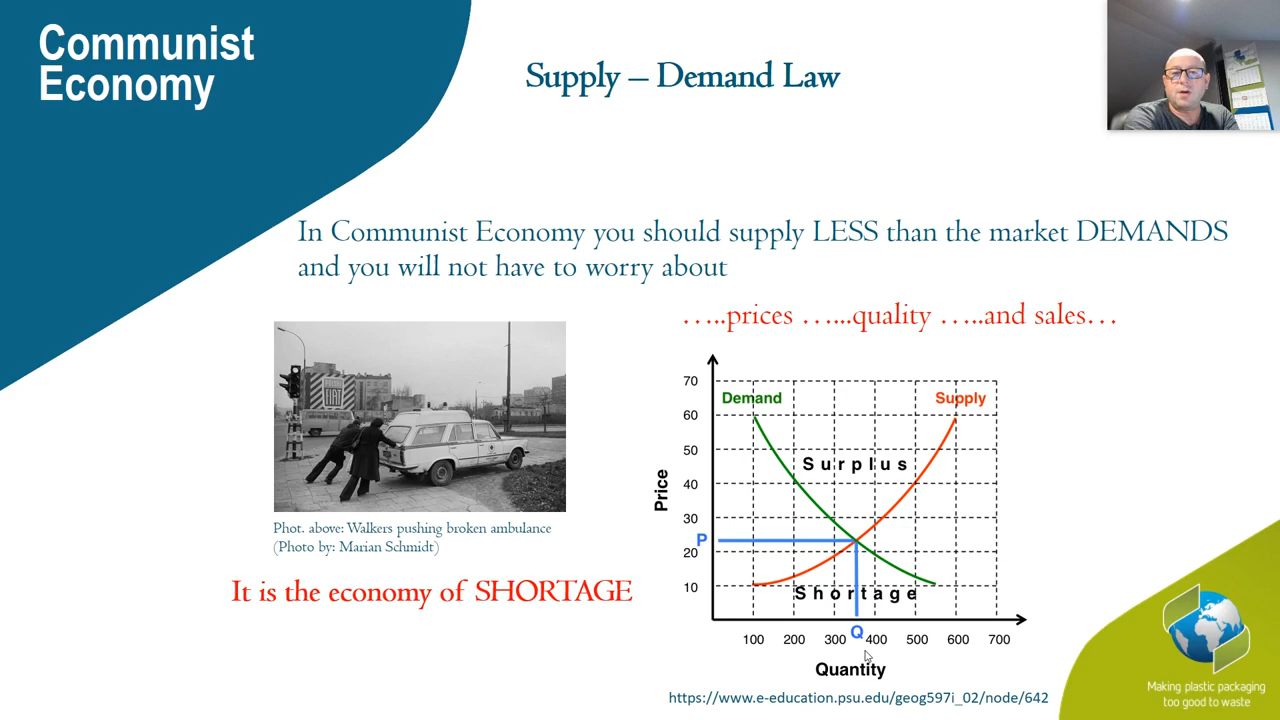 Communist
Economy
Supply – Demand Law
In Communist Economy you should supply LESS than the market DEMANDS
and you will not have to worry about
…..prices …...quality …..and sales…
FIAT
Phot. above: Walkers pushing broken ambulance
(Photo by: Marian Schmidt)
It is the economy of SHORTAGE
70
60
50
40
30
20
10
Price
P
Demand
Supply
Surplus
Shortage
Q
100 200 300 400 500 600 700
Quantity
https://www.e-education.psu.edu/geog597i_02/node/642
Making plastic packaging
too good to waste